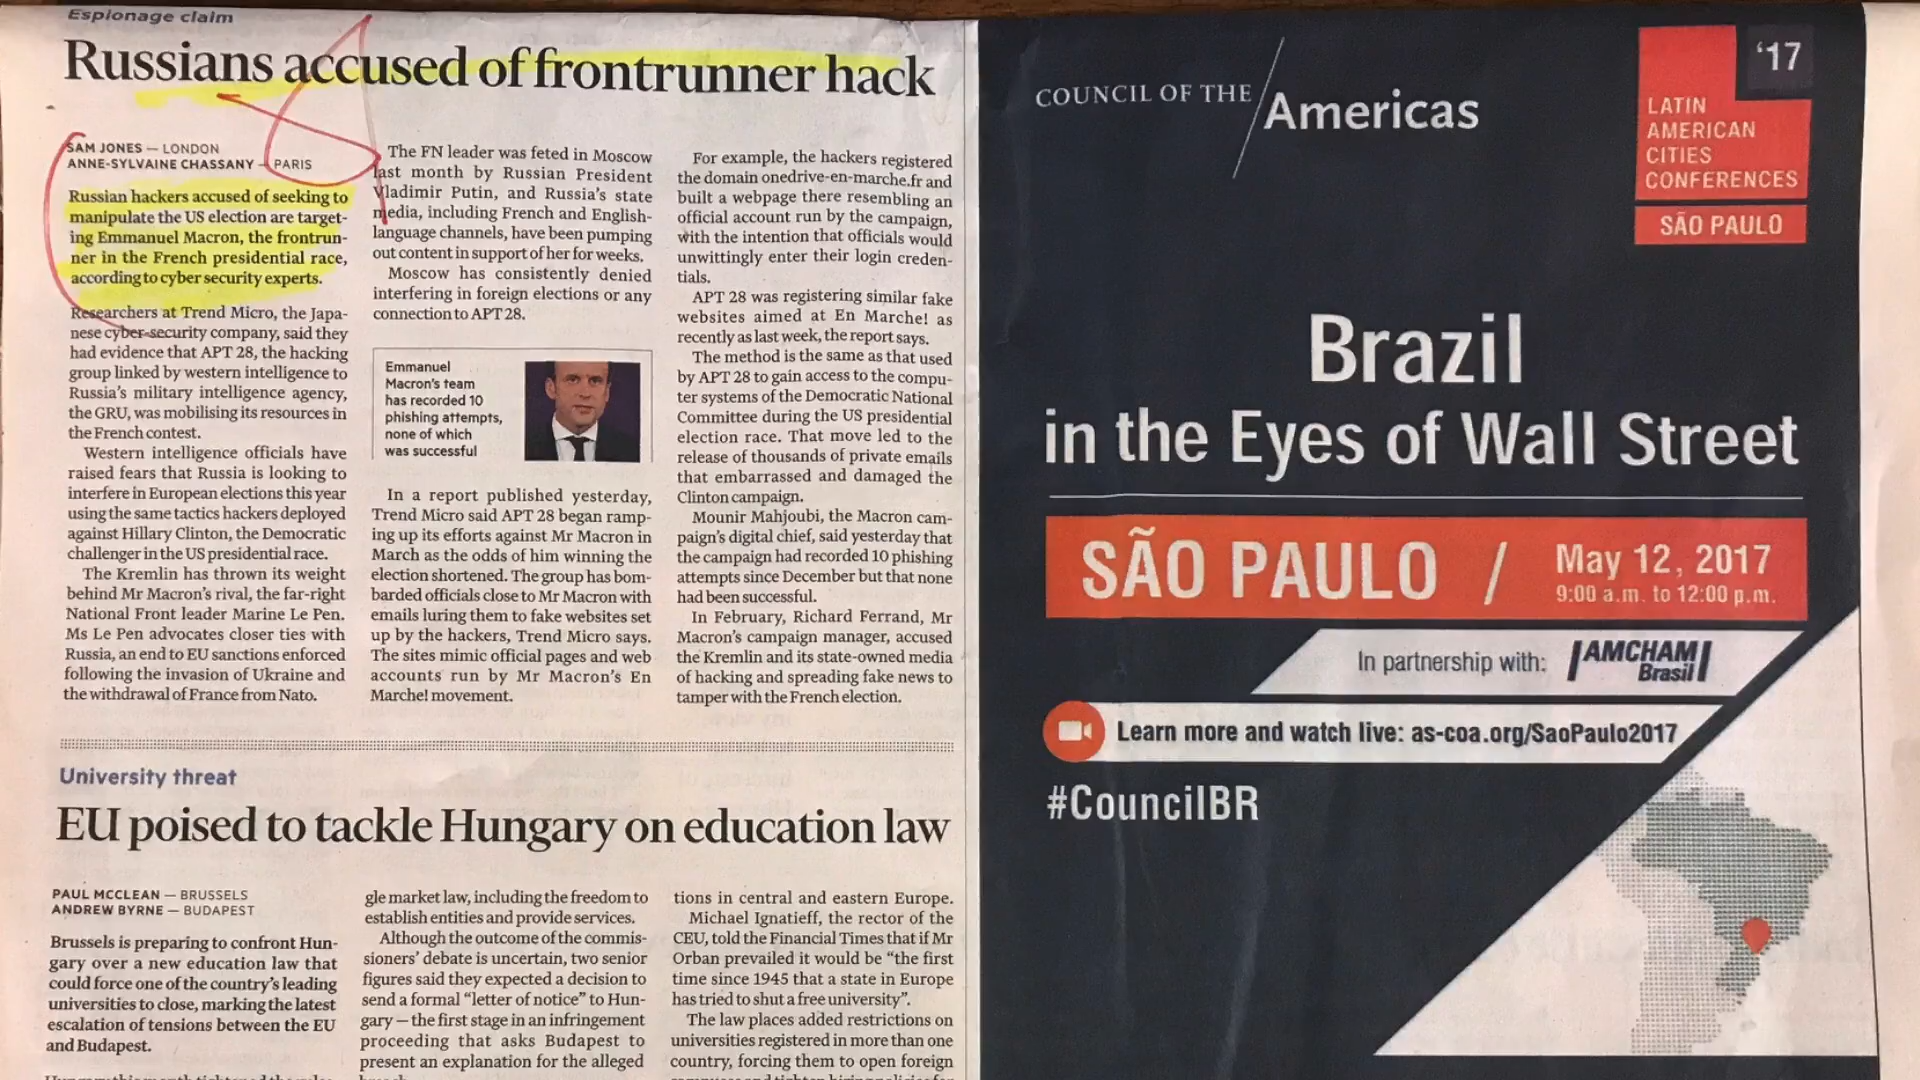 Espionage claim
Russians accused of frontrunner hack
SAM JONES — LONDON
ANNE-SYLVAINE CHASSANY — PARIS
Russian hackers accused of seeking to
manipulate the US election are target-
ing Emmanuel Macron, the frontrun-
ner in the French presidential race,
according to cyber security experts.
Researchers at Trend Micro, the Japa-
nese cyber-security company, said they
had evidence that APT 28, the hacking
group linked by western intelligence to
Russia's military intelligence agency,
the GRU, was mobilising its resources in
the French contest.
Western intelligence officials have
raised fears that Russia is looking to
interfere in European elections this year
using the same tactics hackers deployed
against Hillary Clinton, the Democratic
challenger in the US presidential race.
The Kremlin has thrown its weight
behind Mr Macron's rival, the far-right
National Front leader Marine Le Pen.
Ms Le Pen advocates closer ties with
Russia, an end to EU sanctions enforced
following the invasion of Ukraine and
the withdrawal of France from Nato.
The FN leader was feted in Moscow
last month by Russian President
Vladimir Putin, and Russia's state
media, including French and English-
language channels, have been pumping
out content in support of her for weeks.
Moscow has consistently denied
interfering in foreign elections or any
connection to APT 28.
Emmanuel
Macron's team
has recorded 10
phishing attempts,
none of which
was successful
In a report published yesterday,
Trend Micro said APT 28 began ramp-
ing up its efforts against Mr Macron in
March as the odds of him winning the
election shortened. The group has bom-
barded officials close to Mr Macron with
emails luring them to fake websites set
up by the hackers, Trend Micro says.
The sites mimic official pages and web
accounts run by Mr Macron's En
Marche! movement.
For example, the hackers registered
the domain onedrive-en-marche.fr and
built a webpage there resembling an
official account run by the campaign,
with the intention that officials would
unwittingly enter their login creden-
tials.
APT 28 was registering similar fake
websites aimed at En Marche! as
recently as last week, the report says.
The method is the same as that used
by APT 28 to gain access to the compu-
ter systems of the Democratic National
Committee during the US presidential
election race. That move led to the
release of thousands of private emails
that embarrassed and damaged the
Clinton campaign.
Mounir Mahjoubi, the Macron cam-
paign's digital chief, said yesterday that
the campaign had recorded 10 phishing
attempts since December but that none
had been successful.
In February, Richard Ferrand, Mr
Macron's campaign manager, accused
the Kremlin and its state-owned media
of hacking and spreading fake news to
tamper with the French election.
University threat
EU poised to tackle Hungary on education law
PAUL MCCLEAN — BRUSSELS
ANDREW BYRNE — BUDAPEST
Brussels is preparing to confront Hun-
gary over a new education law that
could force one of the country's leading
universities to close, marking the latest
escalation of tensions between the EU
and Budapest.
gle market law, including the freedom to
establish entities and provide services.
Although the outcome of the commis-
sioners' debate is uncertain, two senior
figures said they expected a decision to
send a formal "letter of notice" to Hun-
gary — the first stage in an infringement
proceeding that asks Budapest to
present an explanation for the alleged
tions in central and eastern Europe.
Michael Ignatieff, the rector of the
CEU, told the Financial Times that if Mr
Orban prevailed it would be "the first
time since 1945 that a state in Europe
has tried to shut a free university".
The law places added restrictions on
universities registered in more than one
country, forcing them to open foreign
COUNCIL OF THE Americas
'17
LATIN
AMERICAN
CITIES
CONFERENCES
SÃO PAULO
Brazil
in the Eyes of Wall Street
SÃO PAULO / May 12, 2017
9:00 a.m. to 12:00 p.m.
In partnership with: AMCHAM
Brasil
Learn more and watch live: as-coa.org/SaoPaulo2017
#CouncilBR